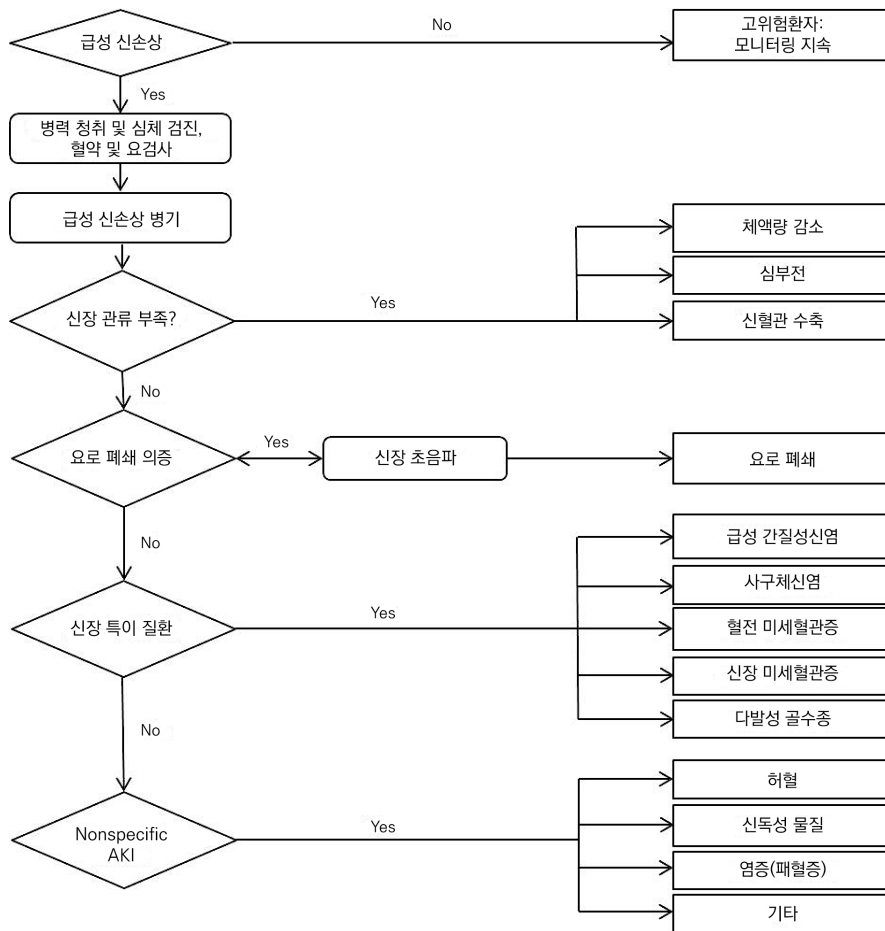 급성 신손상
No
고위험환자:
모니터링 지속
Yes
병력 청취 및 심체 검진,
혈약 및 요검사
급성 신손상 병기
체액량 감소
심부전
신장 관류 부족?
Yes
신혈관 수축
No
요로 폐쇄 의증
Yes
신장 초음파
요로 폐쇄
No
급성 간질성신염
사구체신염
신장 특이 질환
Yes
혈전 미세혈관증
신장 미세혈관증
다발성 골수종
No
허혈
Nonspecific
AKI
Yes
신독성 물질
염증(패혈증)
기타